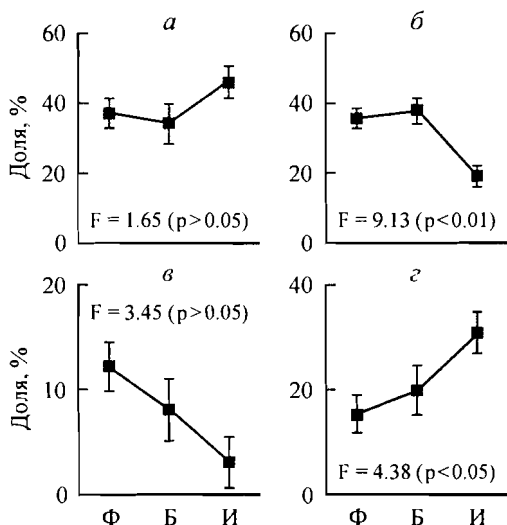 а
б
Доля, %
60
40
20
0
F = 1.65 (p>0.05)
60
40
20
0
F = 9.13 (p<0.01)
в
г
Доля, %
20
10
0
F = 3.45 (p>0.05)
Ф Б И
40
20
0
F = 4.38 (p<0.05)
Ф Б И